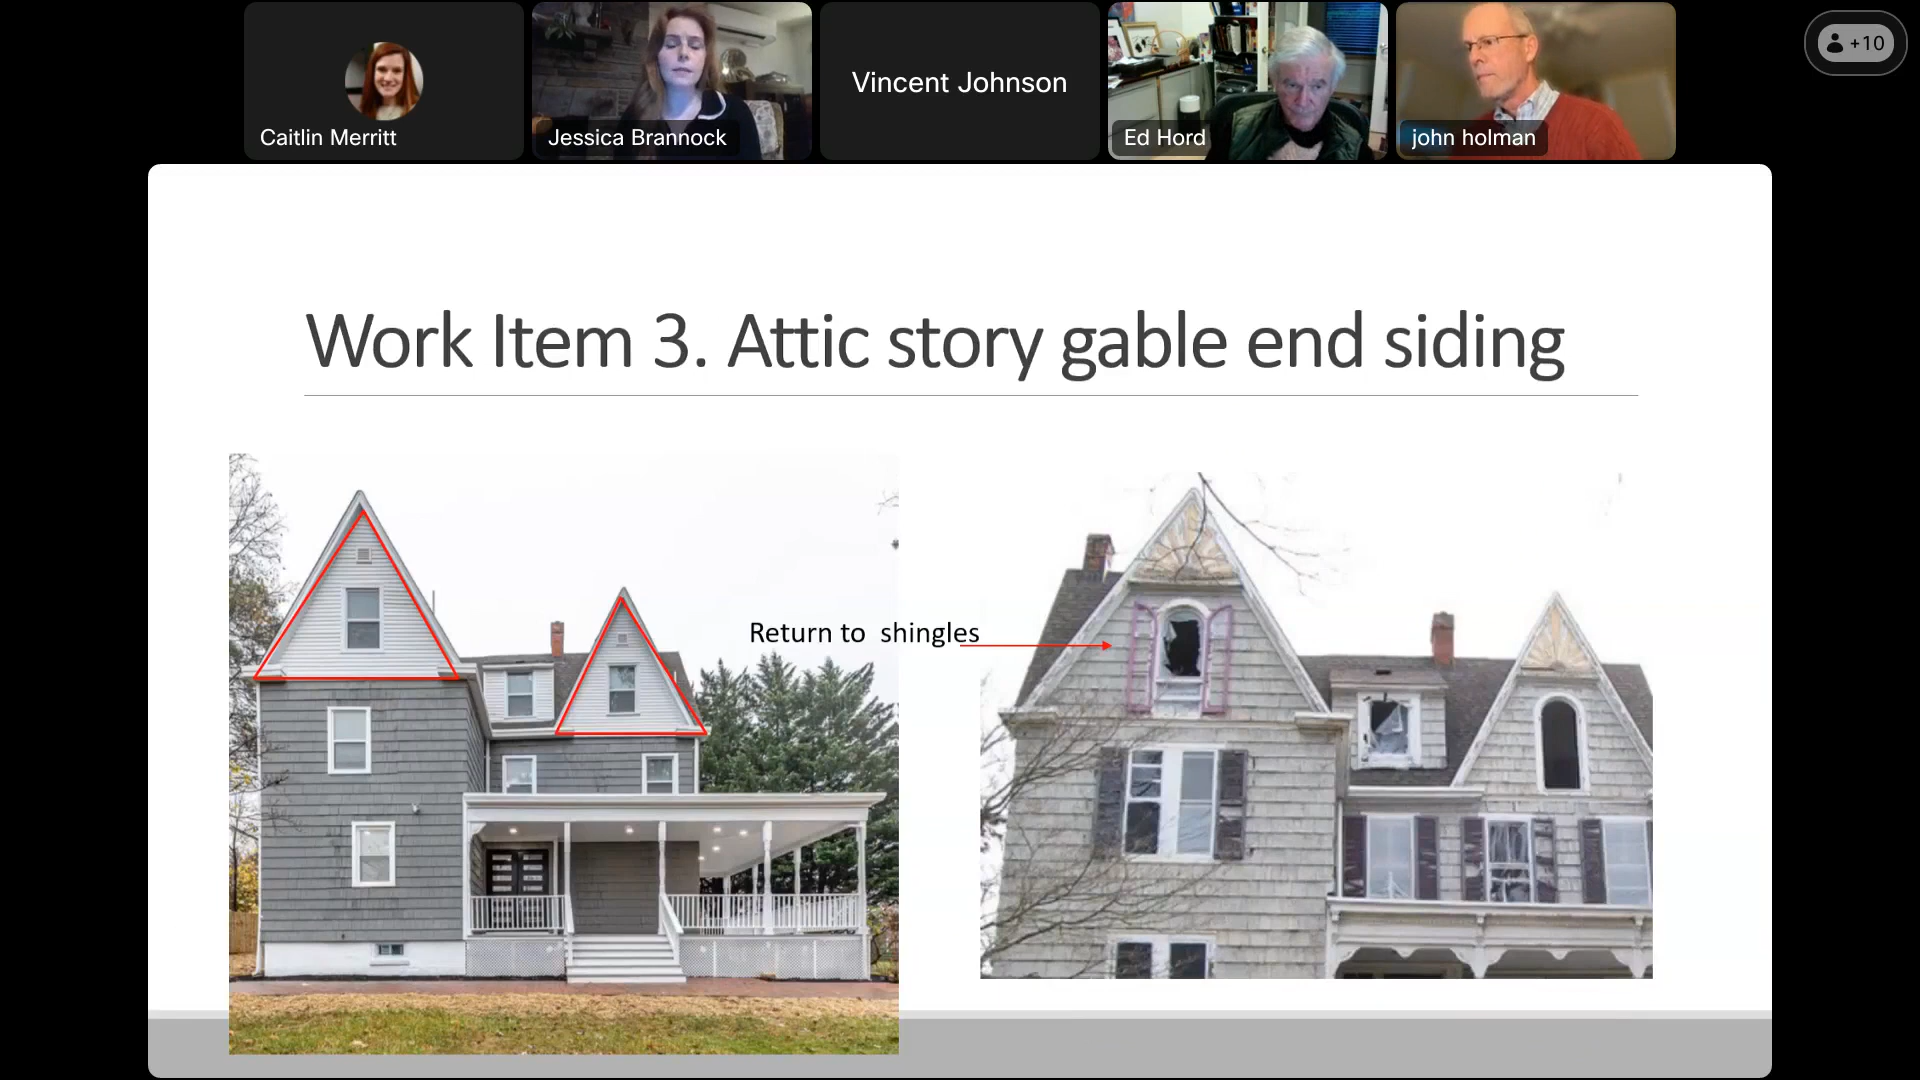 Caitlin Merritt
Jessica Brannock
Vincent Johnson
Ed Hord
john holman
+10
Work Item 3. Attic story gable end siding
Return to  shingles